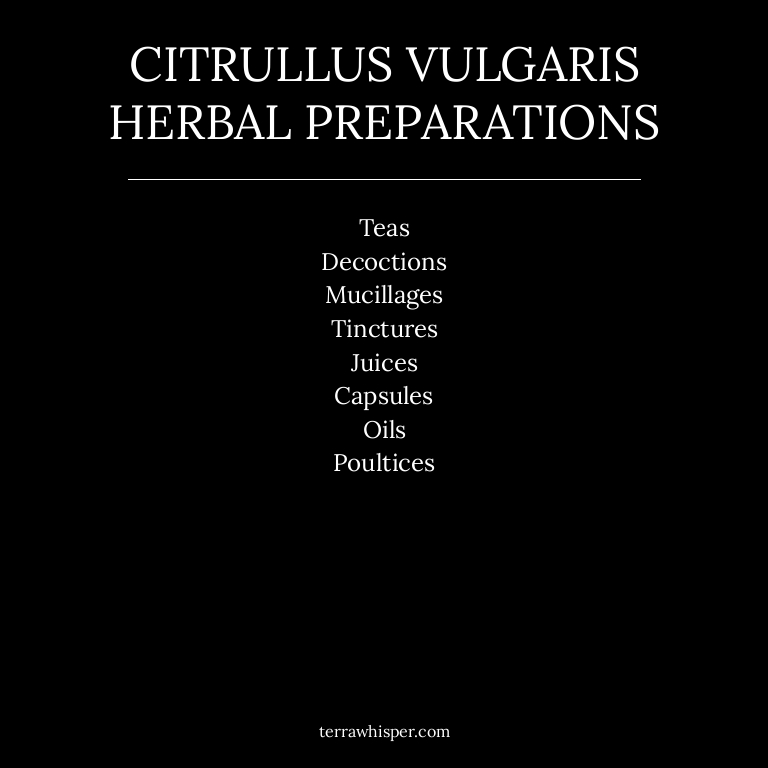 CITRULLUS VULGARIS
HERBAL PREPARATIONS
Teas
Decoctions
Mucillages
Tinctures
Juices
Capsules
Oils
Poultices
terrawhisper.com